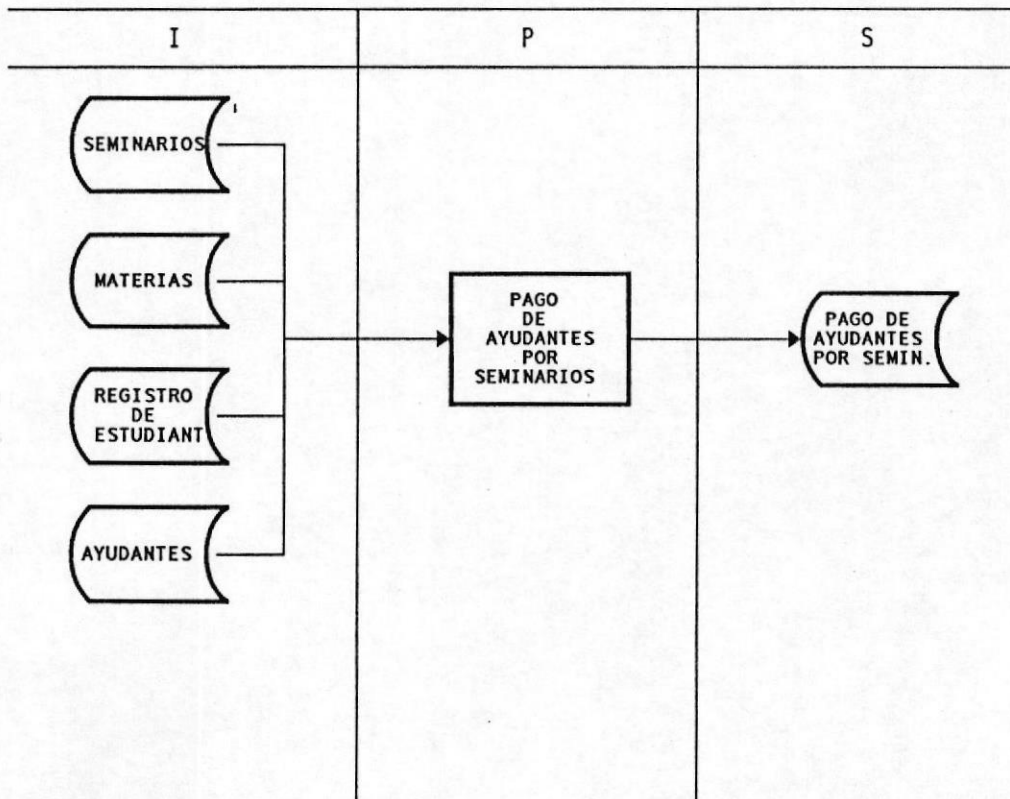 I
P
S
SEMINARIOS
MATERIAS
REGISTRO
DE
ESTUDIANT
AYUDANTES
PAGO
DE
AYUDANTES
POR
SEMINARIOS
PAGO DE
AYUDANTES
POR SEMIN.